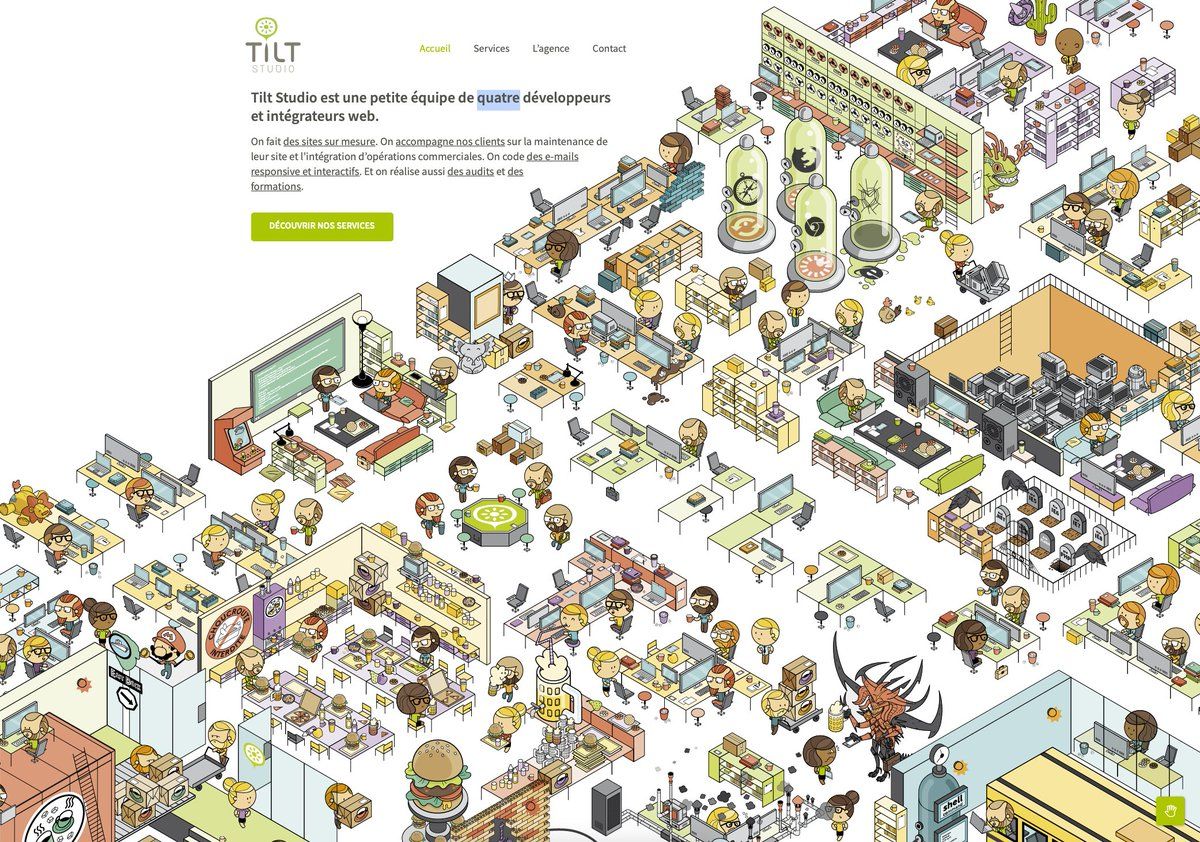 TILT
STUDIO
Accueil
Services
L'agence
Contact
Tilt Studio est une petite équipe de quatre développeurs
et intégrateurs web.
On fait des sites sur mesure. On accompagne nos clients sur la maintenance de
leur site et l'intégration d'opérations commerciales. On code des e-mails
responsive et interactifs. Et on réalise aussi des audits et des
formations.
DÉCOUVRIR NOS SERVICES
CHOUCROUTE
INTERDITE
shell